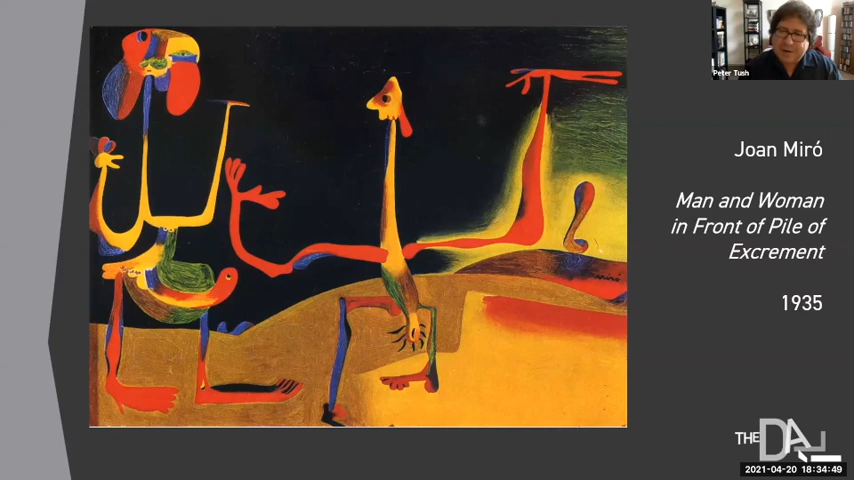 Peter Tush
Joan Miró
Man and Woman
in Front of Pile of
Excrement
1935
THE DALÍ
2021-04-20 18:34:49